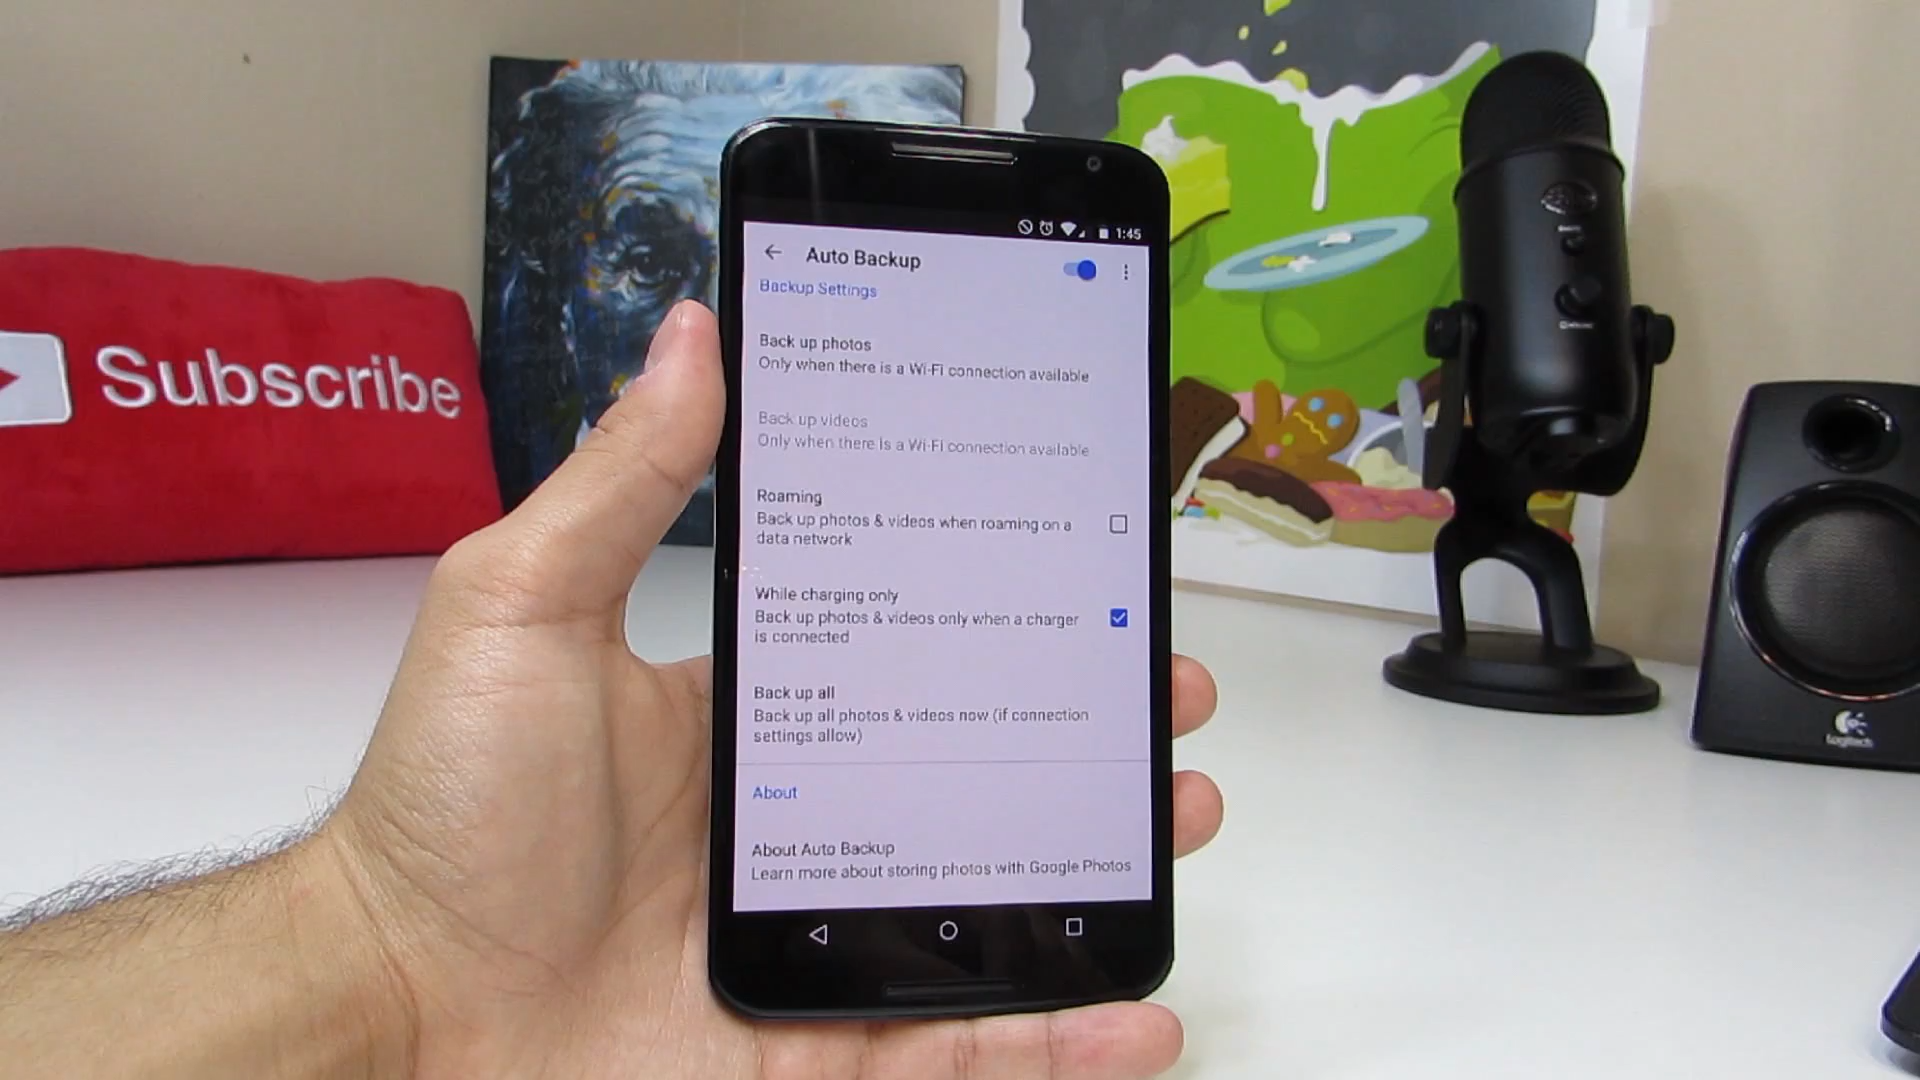 Subscribe
1:45
Auto Backup
Backup Settings
Back up photos
Only when there is a Wi-Fi connection available
Back up videos
Only when there is a Wi-Fi connection available
Roaming
Back up photos & videos when roaming on a
data network
While charging only
Back up photos & videos only when a charger
is connected
Back up all
Back up all photos & videos now (if connection
settings allow)
About
About Auto Backup
Learn more about storing photos with Google Photos
Logitech